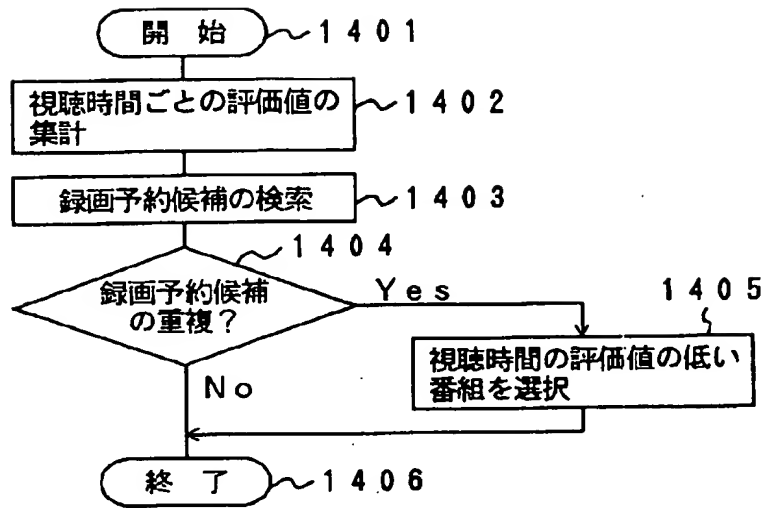 開 始
1401
視聴時間ごとの評価値の
集計
1402
録画予約候補の検索
1403
1404
録画予約候補
の重複?
Yes
1405
視聴時間の評価値の低い
番組を選択
No
終 了
1406